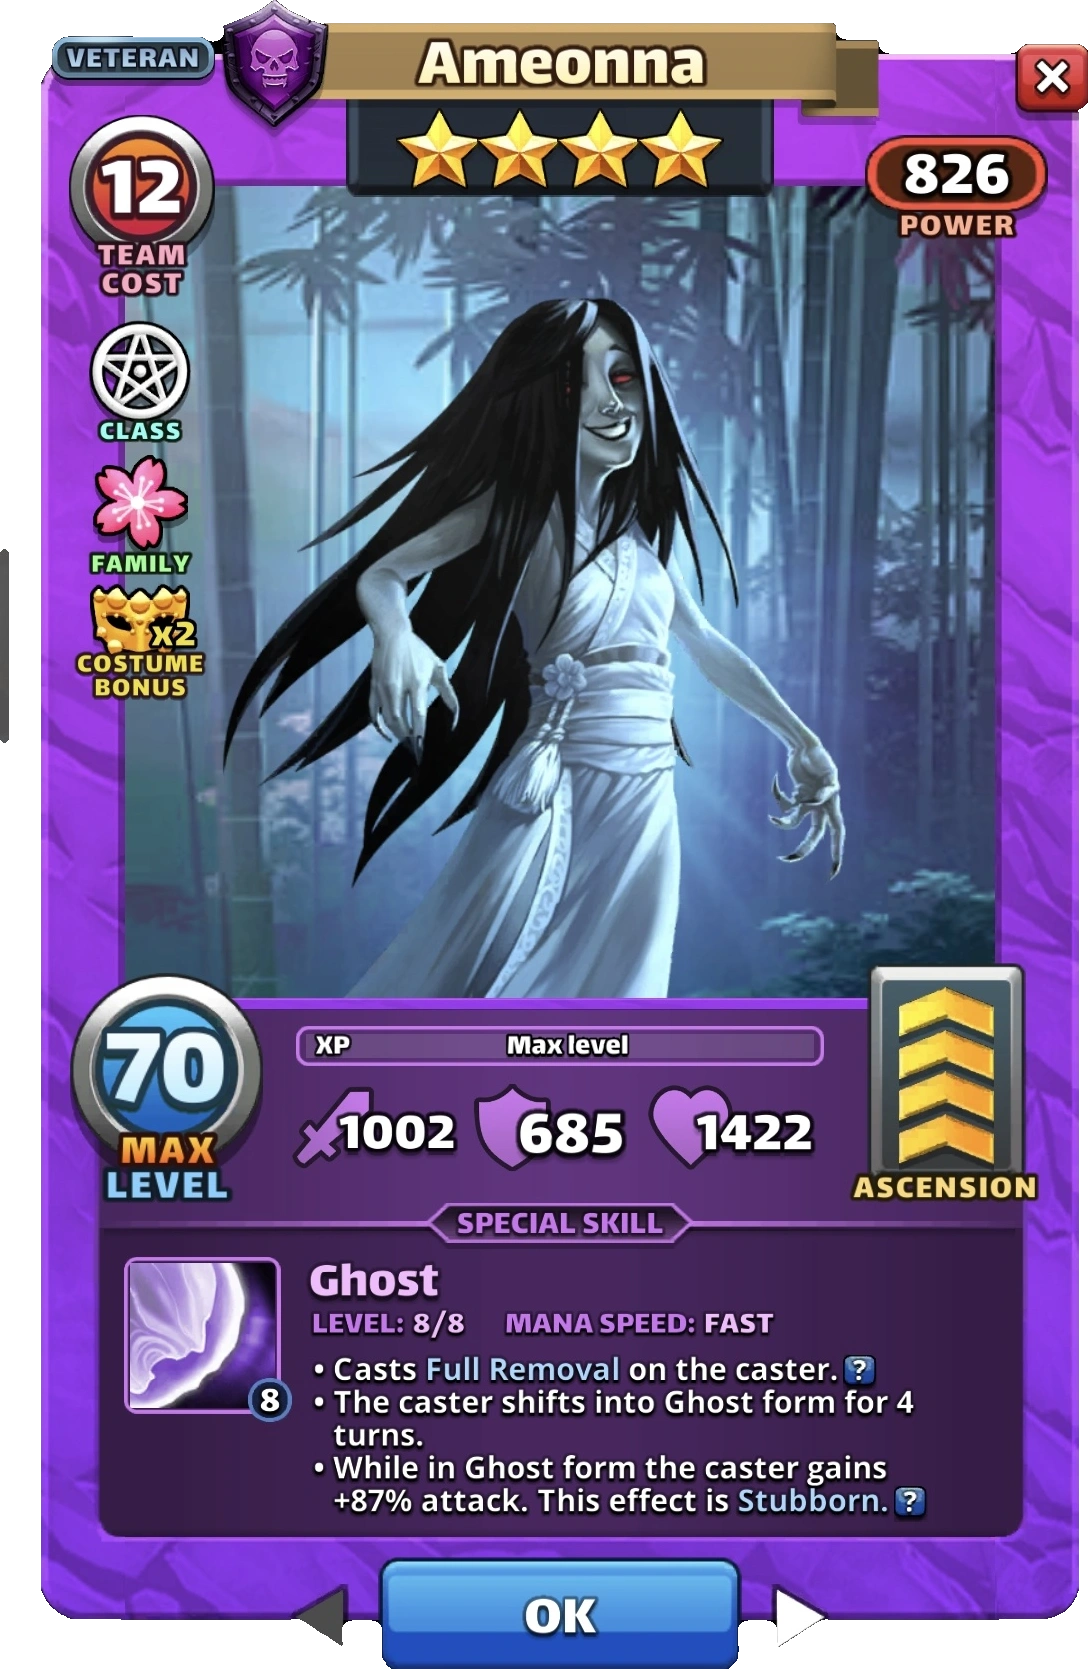 VETERAN
Ameonna
12
TEAM
COST
826
POWER
CLASS
FAMILY
x2
COSTUME
BONUS
70
MAX
LEVEL
XP
Max level
1002
685
1422
ASCENSION
SPECIAL SKILL
Ghost
LEVEL: 8/8 MANA SPEED: FAST
8
• Casts Full Removal on the caster. ?
• The caster shifts into Ghost form for 4
turns.
• While in Ghost form the caster gains
+87% attack. This effect is Stubborn. ?
OK